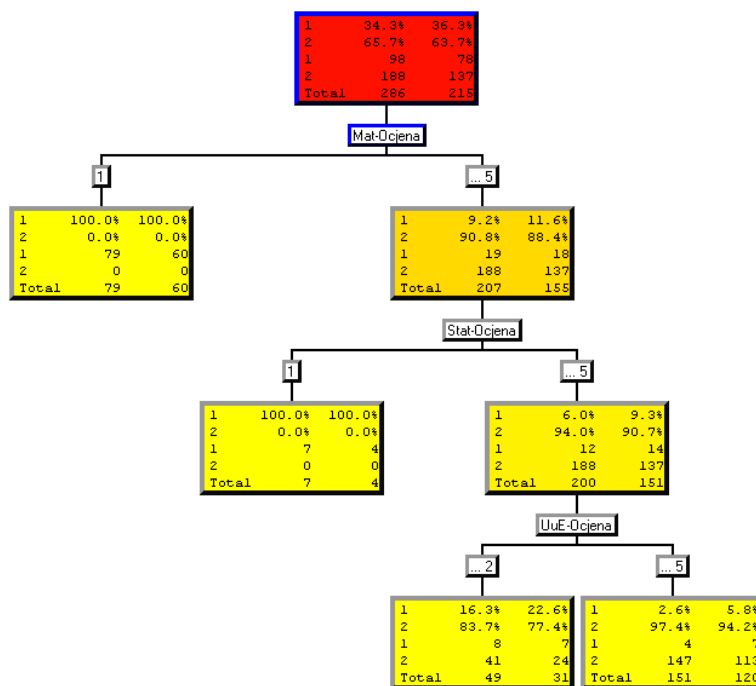 1 34.3% 36.3%
2 65.7% 63.7%
1 98 78
2 188 137
Total 286 215
Mat-Ocjena
1
... 5
1 100.0% 100.0%
2 0.0% 0.0%
1 79 60
2 0 0
Total 79 60
1 9.2% 11.6%
2 90.8% 88.4%
1 19 18
2 188 137
Total 207 155
Stat-Ocjena
1
... 5
1 100.0% 100.0%
2 0.0% 0.0%
1 7 4
2 0 0
Total 7 4
1 6.0% 9.3%
2 94.0% 90.7%
1 12 14
2 188 137
Total 200 151
UuE-Ocjena
... 2
... 5
1 16.3% 22.6%
2 83.7% 77.4%
1 8 7
2 41 24
Total 49 31
1 2.6% 5.8%
2 97.4% 94.2%
1 4 7
2 147 113
Total 151 120